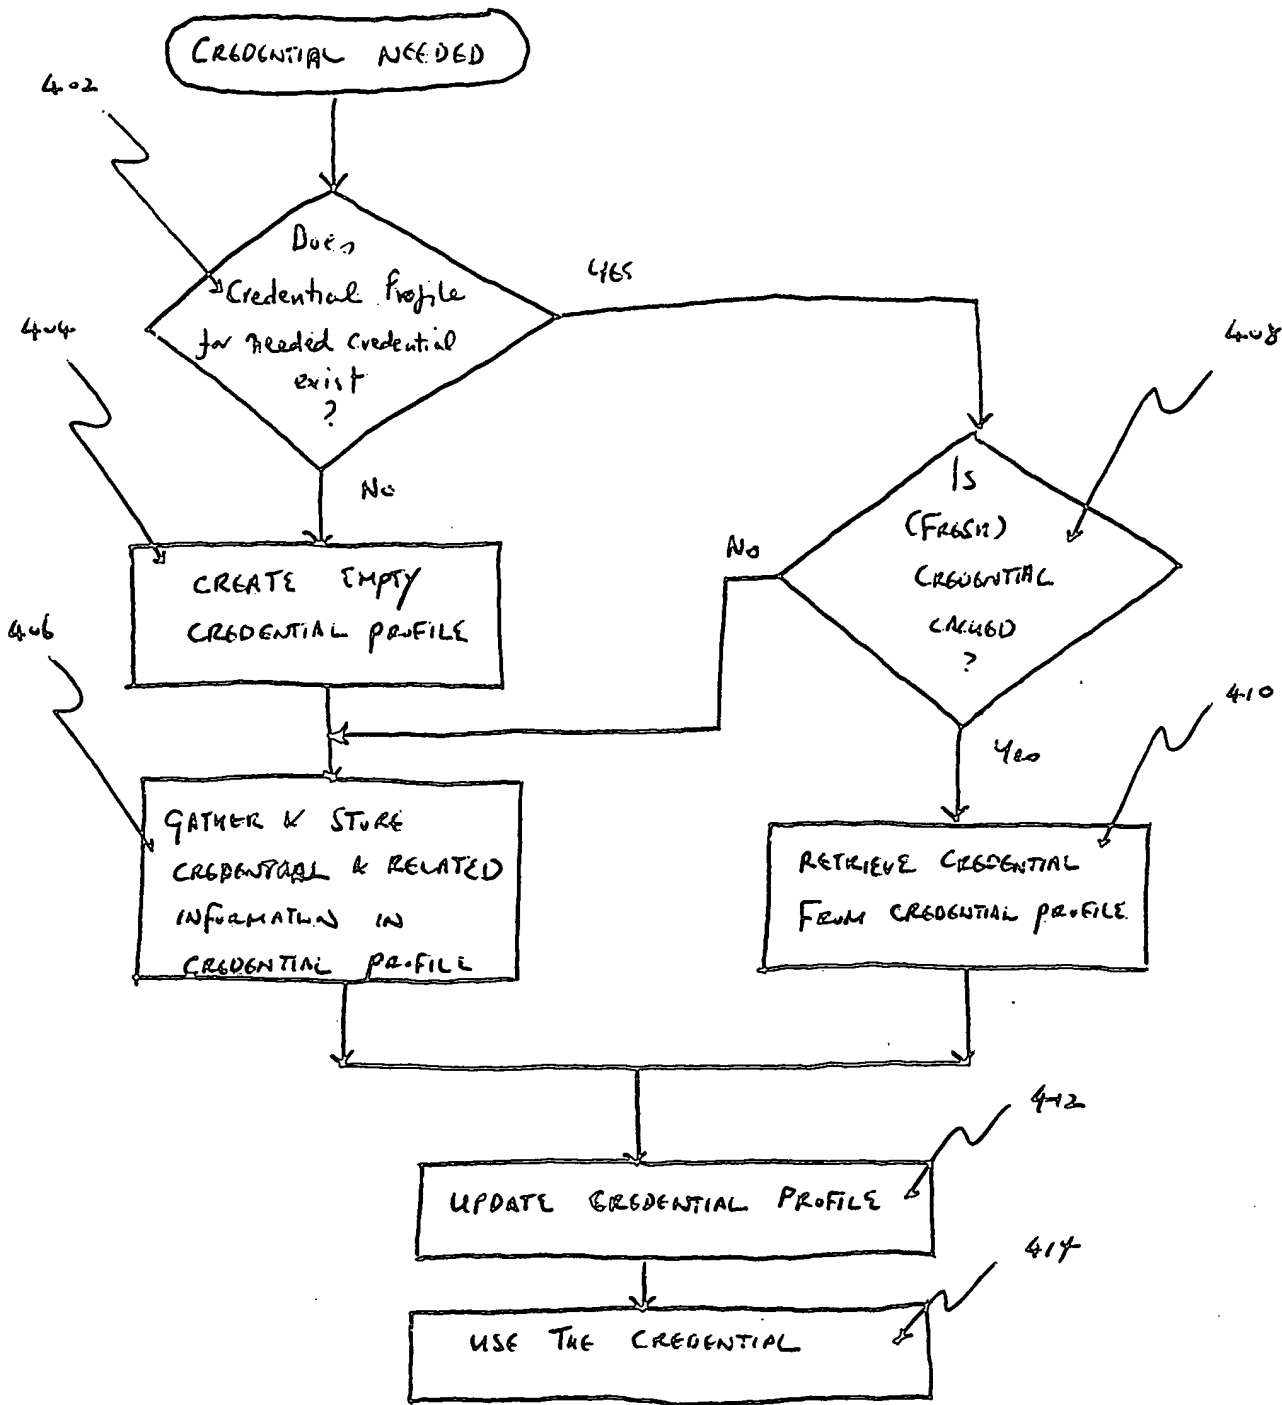 CREDENTIAL NEEDED
402
Does
Credential Profile
for needed credential
exist
?
YES
404
408
No
Is
(FRESH)
CREDENTIAL
CACHED
?
No
CREATE EMPTY
CREDENTIAL PROFILE
406
410
Yes
GATHER & STORE
CREDENTIAL & RELATED
INFORMATION IN
CREDENTIAL PROFILE
RETRIEVE CREDENTIAL
FROM CREDENTIAL PROFILE
412
UPDATE CREDENTIAL PROFILE
414
USE THE CREDENTIAL